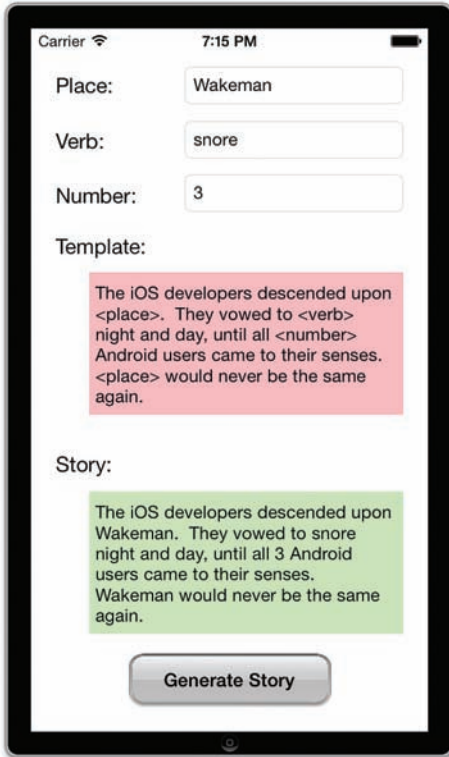 Carrier 7:15 PM
Place: Wakeman
Verb: snore
Number: 3
Template:
The iOS developers descended upon
<place>.  They vowed to <verb>
night and day, until all <number>
Android users came to their senses.
<place> would never be the same
again.
Story:
The iOS developers descended upon
Wakeman.  They vowed to snore
night and day, until all 3 Android
users came to their senses.
Wakeman would never be the same
again.
Generate Story